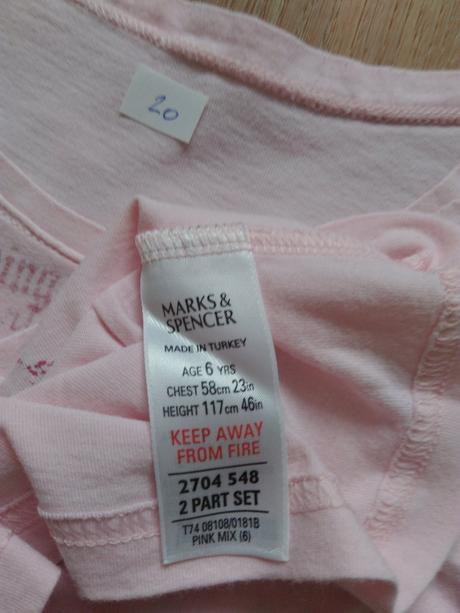 20
MARKS &
SPENCER
MADE IN TURKEY
AGE 6 YRS
CHEST 58cm 23in
HEIGHT 117cm 46in
KEEP AWAY
FROM FIRE
2704 548
2 PART SET
T74 08108/0181B
PINK MIX (6)